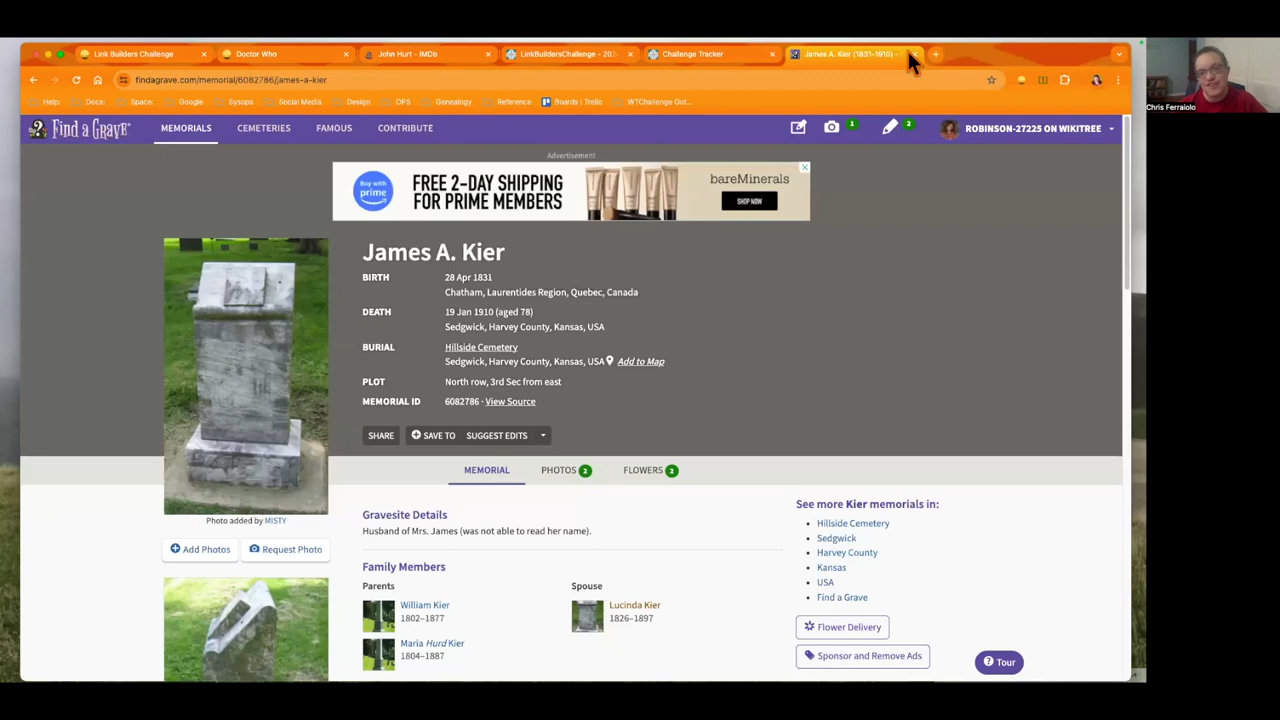 Link Builders Challenge
Doctor Who
John Hurt - IMDb
LinkBuildersChallenge - 202
Challenge Tracker
James A. Kier (1831-1910) -
findagrave.com/memorial/6082786/james-a-kier
Help:
Docs:
Space:
Google
Sysops
Social Media
Design
OPS
Genealogy
Reference
Boards | Trello
WTChallenge Out...
Chris Ferraiolo
Find a Grave®
MEMORIALS
CEMETERIES
FAMOUS
CONTRIBUTE
1
2
ROBINSON-27225 ON WIKITREE
Advertisement
Buy with prime
FREE 2-DAY SHIPPING
FOR PRIME MEMBERS
bareMinerals
SHOP NOW
James A. Kier
BIRTH 28 Apr 1831
Chatham, Laurentides Region, Quebec, Canada
DEATH 19 Jan 1910 (aged 78)
Sedgwick, Harvey County, Kansas, USA
BURIAL Hillside Cemetery
Sedgwick, Harvey County, Kansas, USA Add to Map
PLOT North row, 3rd Sec from east
MEMORIAL ID 6082786 · View Source
SHARE
SAVE TO
SUGGEST EDITS
MEMORIAL
PHOTOS 2
FLOWERS 2
Photo added by MISTY
Add Photos
Request Photo
Gravesite Details
Husband of Mrs. James (was not able to read her name).
Family Members
Parents
William Kier
1802–1877
Maria Hurd Kier
1804–1887
Spouse
Lucinda Kier
1826–1897
See more Kier memorials in:
Hillside Cemetery
Sedgwick
Harvey County
Kansas
USA
Find a Grave
Flower Delivery
Sponsor and Remove Ads
Tour